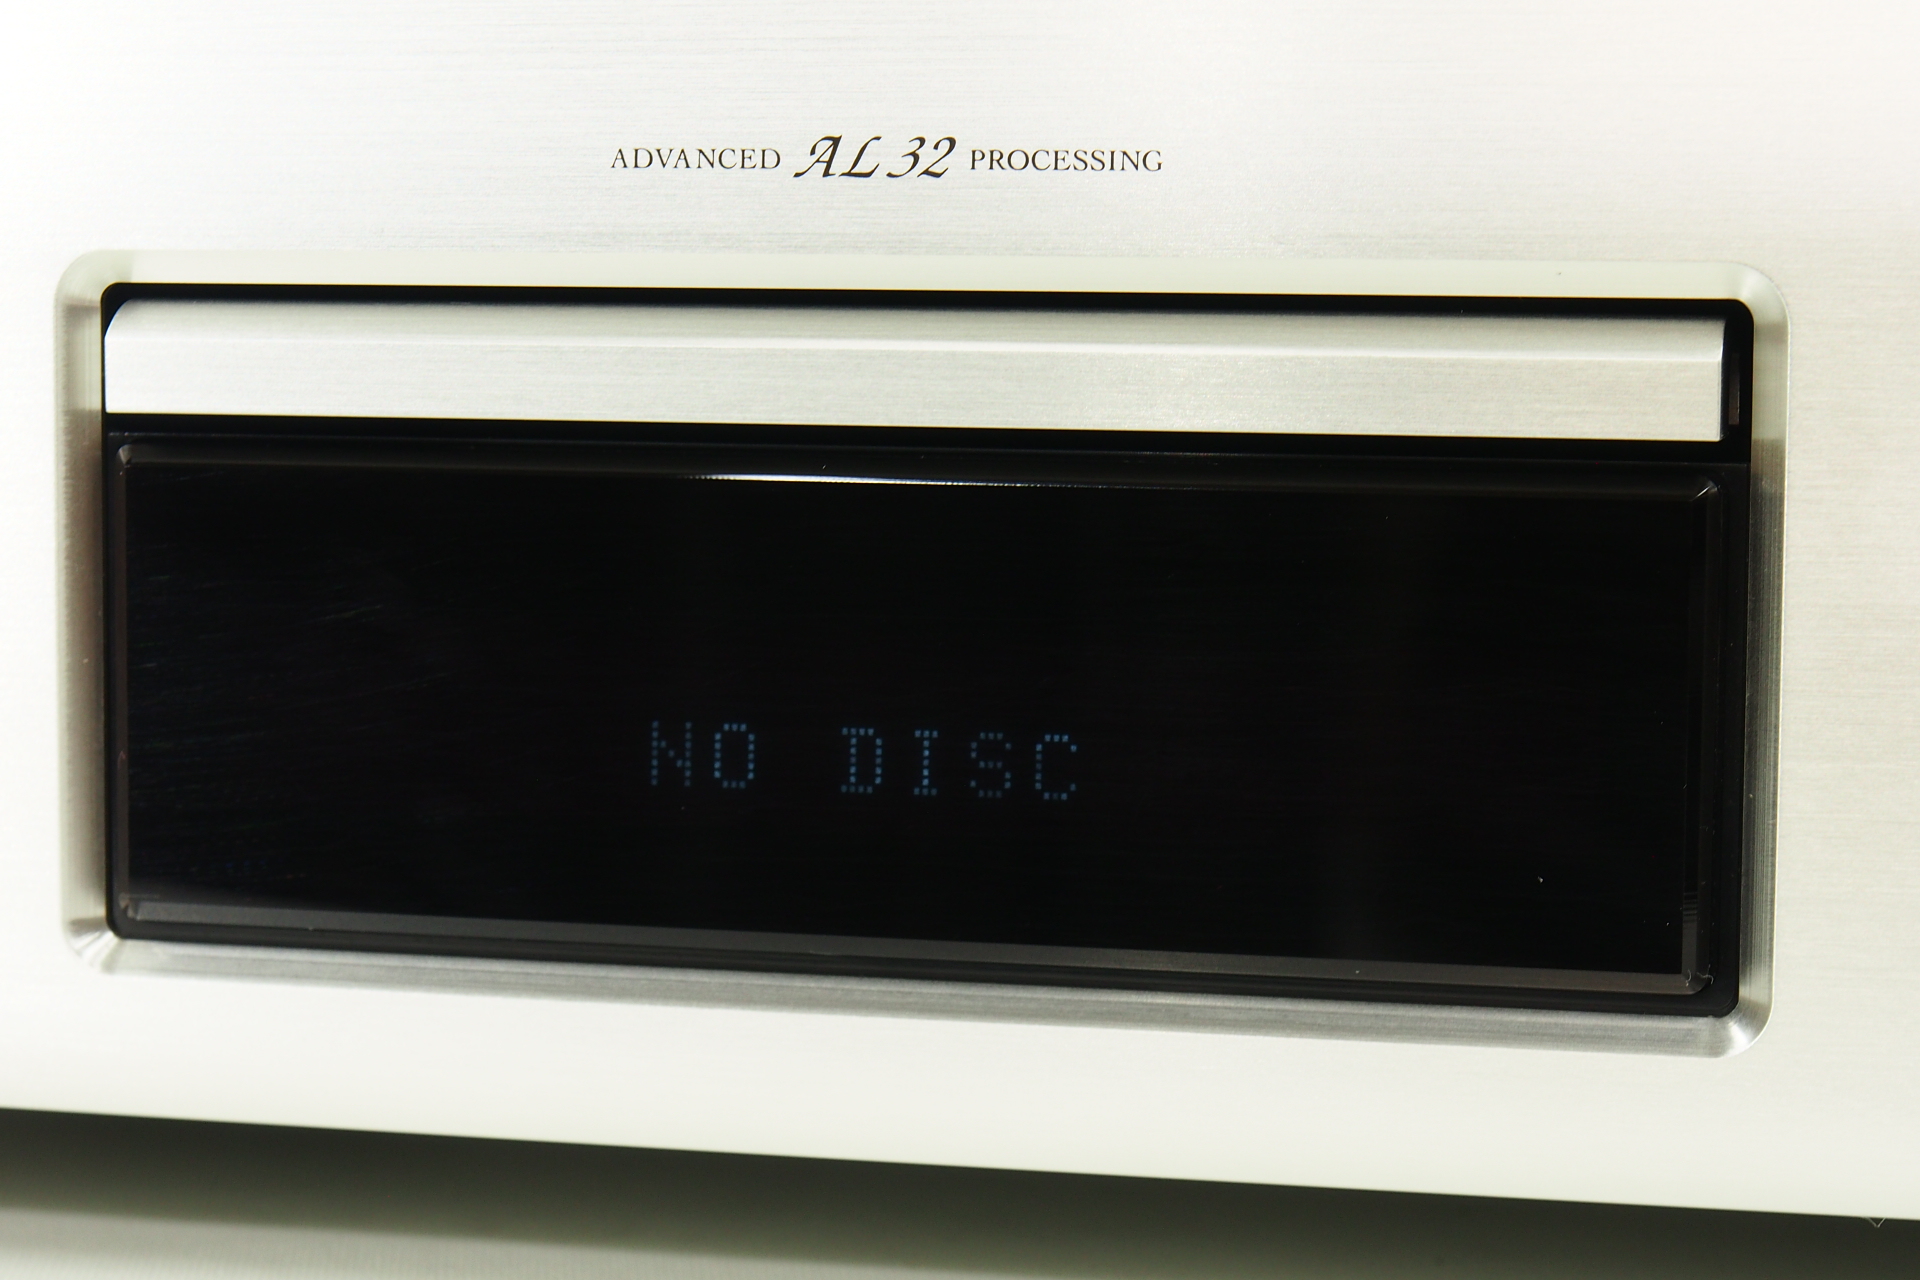 ADVANCED AL32 PROCESSING
NO DISC